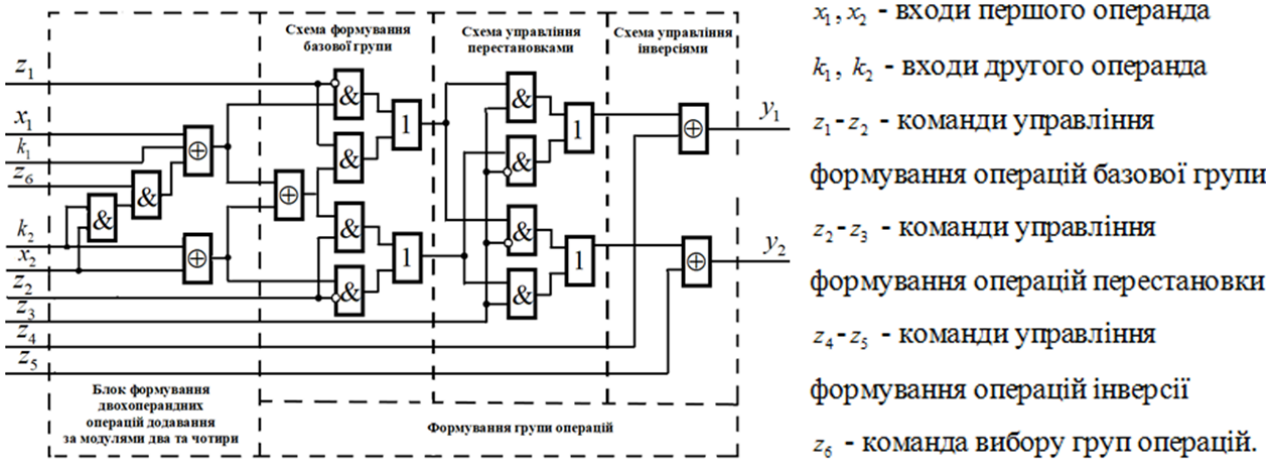 Схема формування
базової групи
Схема управління
перестановками
Схема управління
інверсіями
z₁
x₁
k₁
z₆
k₂
x₂
z₂
z₃
z₄
z₅
&
&
⊕
⊕
⊕
&
&
&
&
1
1
&
&
&
&
1
1
⊕
⊕
y₁
y₂
Блок формування
двохоперандних
операцій додавання
за модулями два та чотири
Формування групи операцій
x₁, x₂ - входи першого операнда
k₁, k₂ - входи другого операнда
z₁- z₂ - команди управління
формування операцій базової групи
z₂- z₃ - команди управління
формування операцій перестановки
z₄- z₅ - команди управління
формування операцій інверсії
z₆ - команда вибору груп операцій.